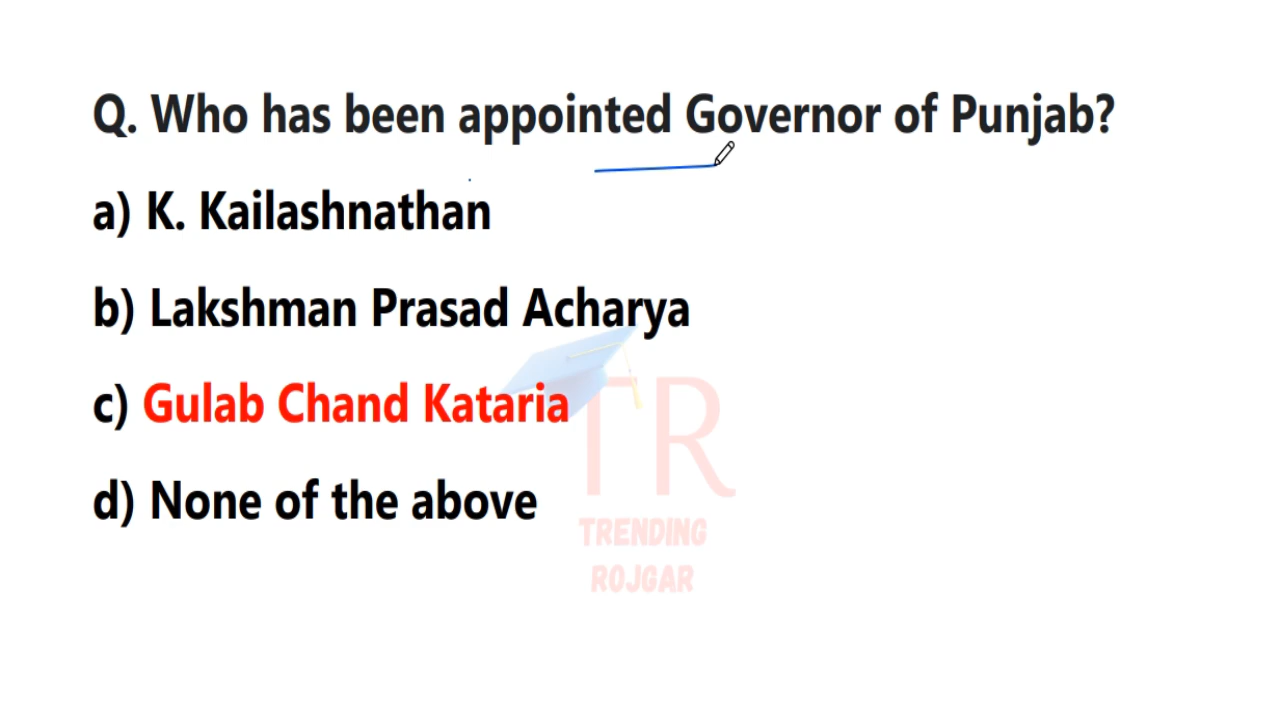 Q. Who has been appointed Governor of Punjab?
a) K. Kailashnathan
b) Lakshman Prasad Acharya
c) Gulab Chand Kataria
d) None of the above
TR
TRENDING
ROJGAR